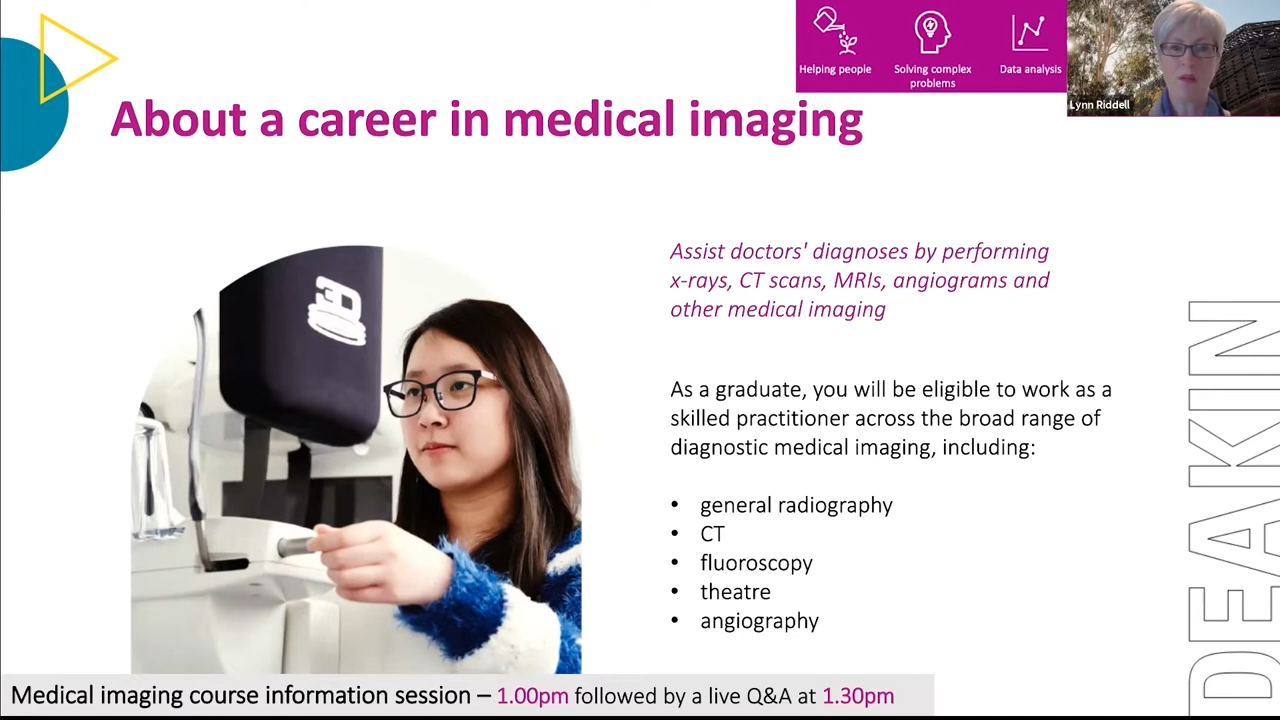 Helping people
Solving complex
problems
Data analysis
Lynn Riddell
About a career in medical imaging
3D
Assist doctors' diagnoses by performing
x-rays, CT scans, MRIs, angiograms and
other medical imaging
As a graduate, you will be eligible to work as a
skilled practitioner across the broad range of
diagnostic medical imaging, including:
• general radiography
• CT
• fluoroscopy
• theatre
• angiography
DEAKIN
Medical imaging course information session – 1.00pm followed by a live Q&A at 1.30pm